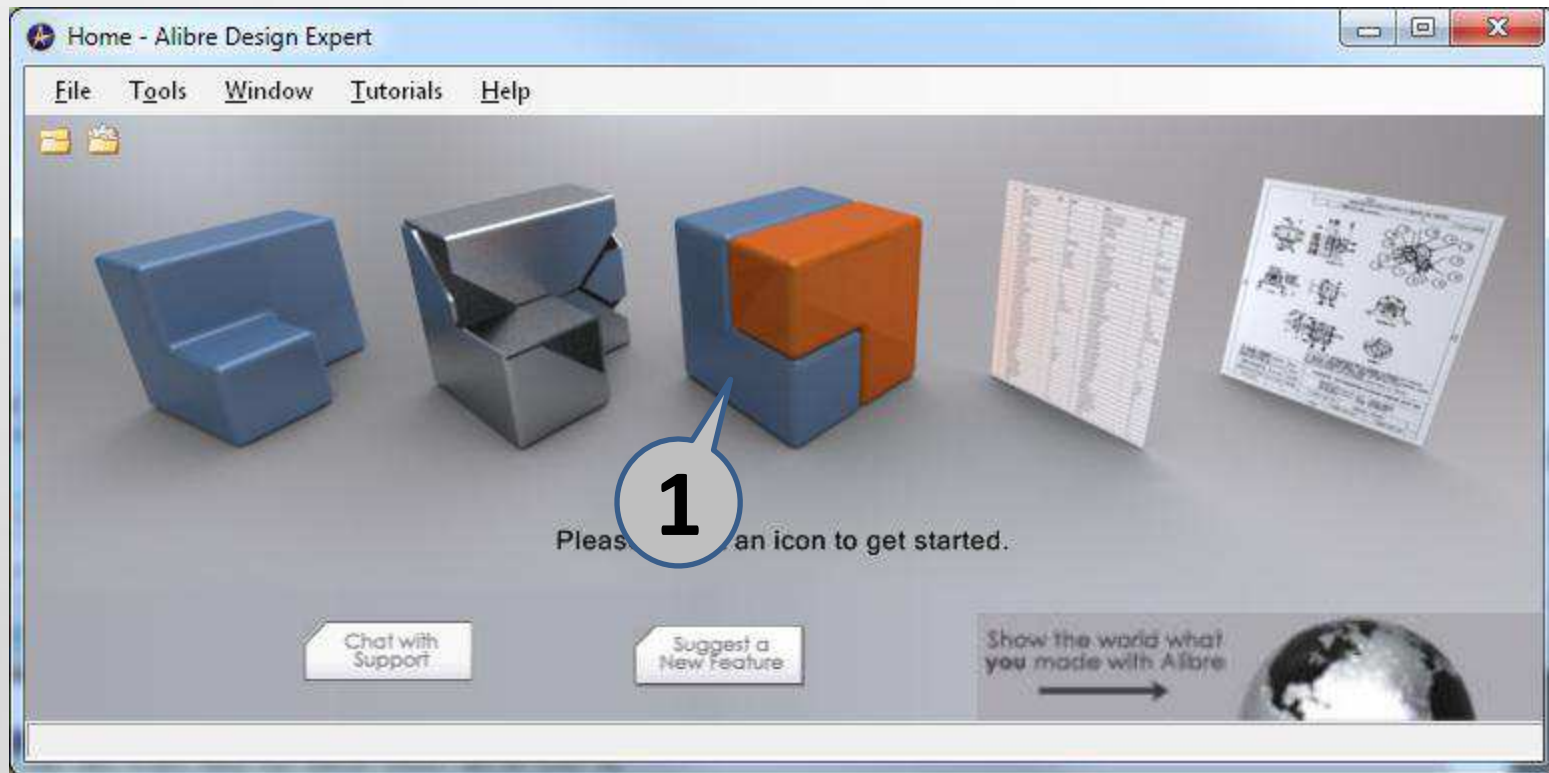 Home - Alibre Design Expert
File Tools Window Tutorials Help
1
Pleas an icon to get started.
Chat with
Support
Suggest a
New Feature
Show the world what
you made with Alibre